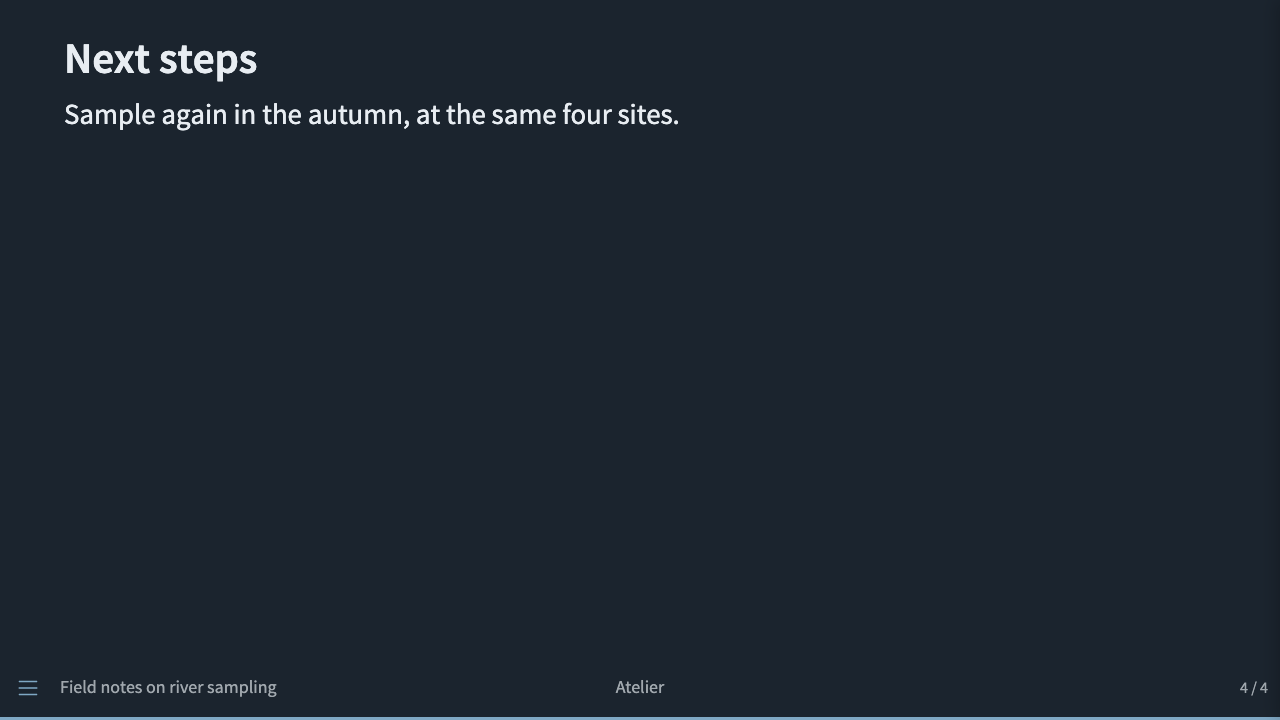 Next steps
Sample again in the autumn, at the same four sites.
Field notes on river sampling
Atelier
4 / 4